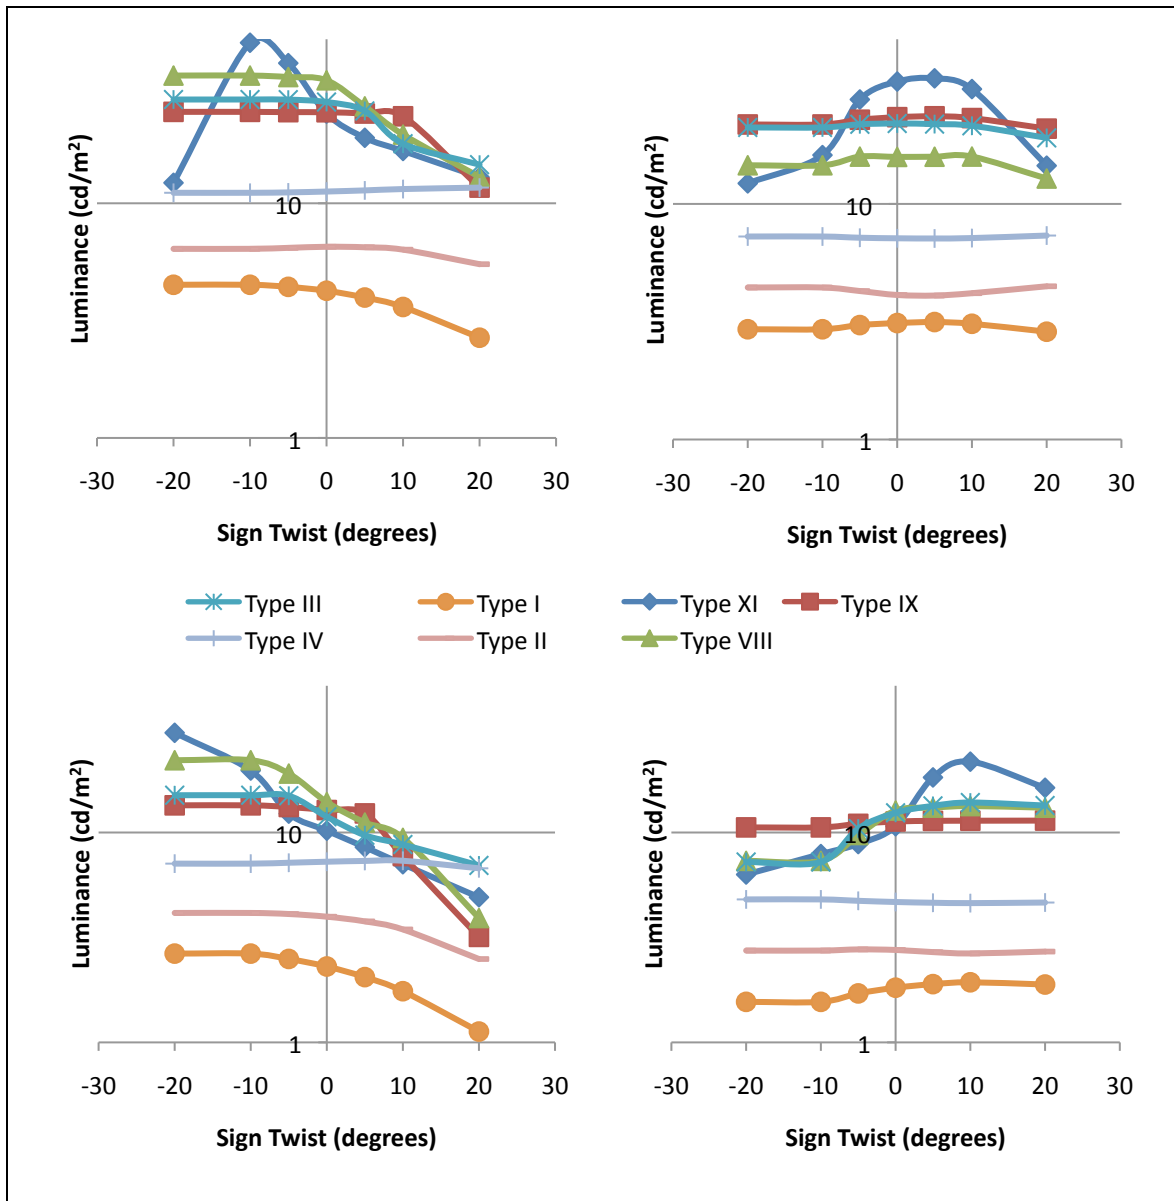 Luminance (cd/m²)
10
1
-30 -20 -10 0 10 20 30
Sign Twist (degrees)
Luminance (cd/m²)
10
1
-30 -20 -10 0 10 20 30
Sign Twist (degrees)
Type III Type I Type XI Type IX
Type IV Type II Type VIII
Luminance (cd/m²)
10
1
-30 -20 -10 0 10 20 30
Sign Twist (degrees)
Luminance (cd/m²)
10
1
-30 -20 -10 0 10 20 30
Sign Twist (degrees)